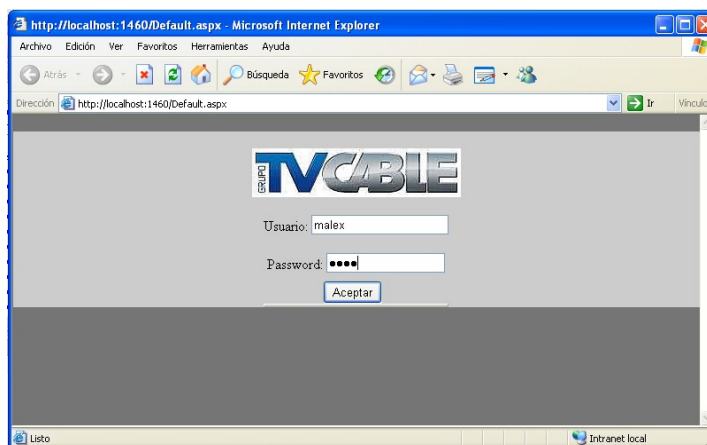 http://localhost:1460/Default.aspx - Microsoft Internet Explorer
Archivo Edición Ver Favoritos Herramientas Ayuda
Atrás Búsqueda Favoritos
Dirección http://localhost:1460/Default.aspx Ir Vínculo
GRUPO TVCABLE
Usuario: malex
Password: ••••
Aceptar
Listo Intranet local